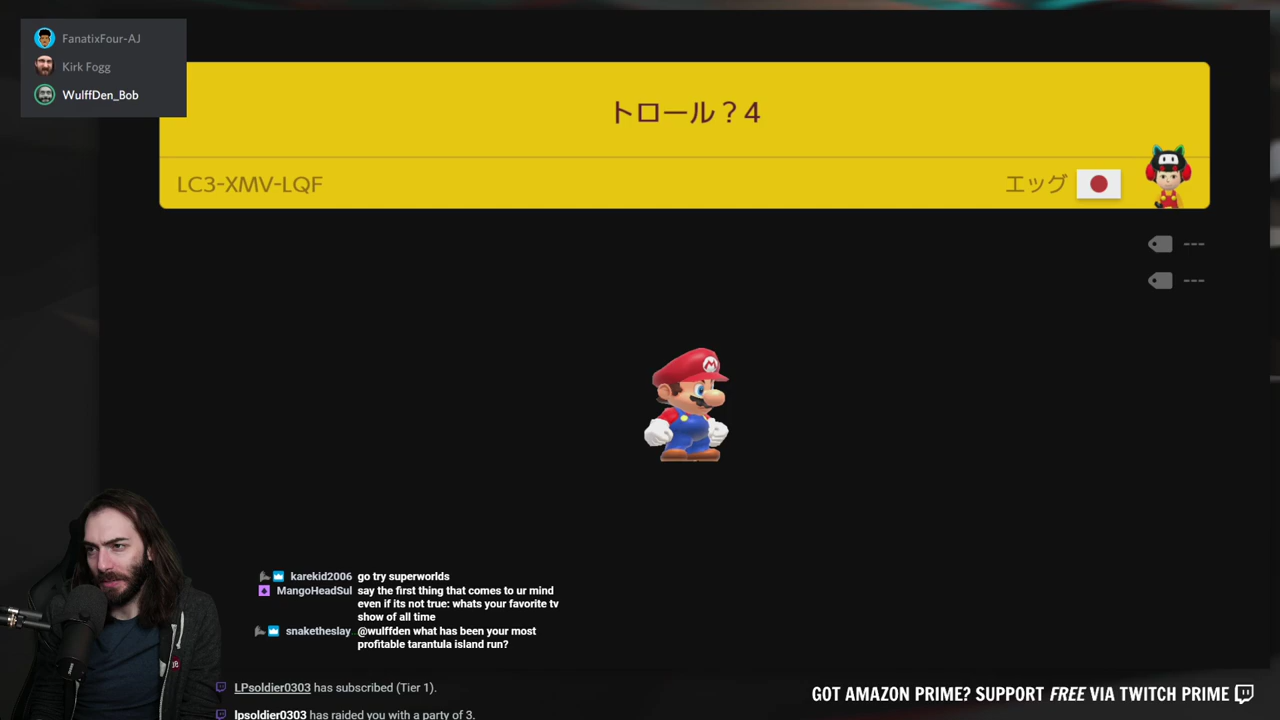 FanatixFour-AJ
Kirk Fogg
WulffDen_Bob
トロール？4
LC3-XMV-LQF
エッグ
---
---
karekid2006 go try superworlds
MangoHeadSul say the first thing that comes to ur mind
even if its not true: whats your favorite tv
show of all time
snaketheslay.. @wulffden what has been your most
profitable tarantula island run?
LPsoldier0303 has subscribed (Tier 1).
lpsoldier0303 has raided you with a party of 3.
GOT AMAZON PRIME? SUPPORT FREE VIA TWITCH PRIME